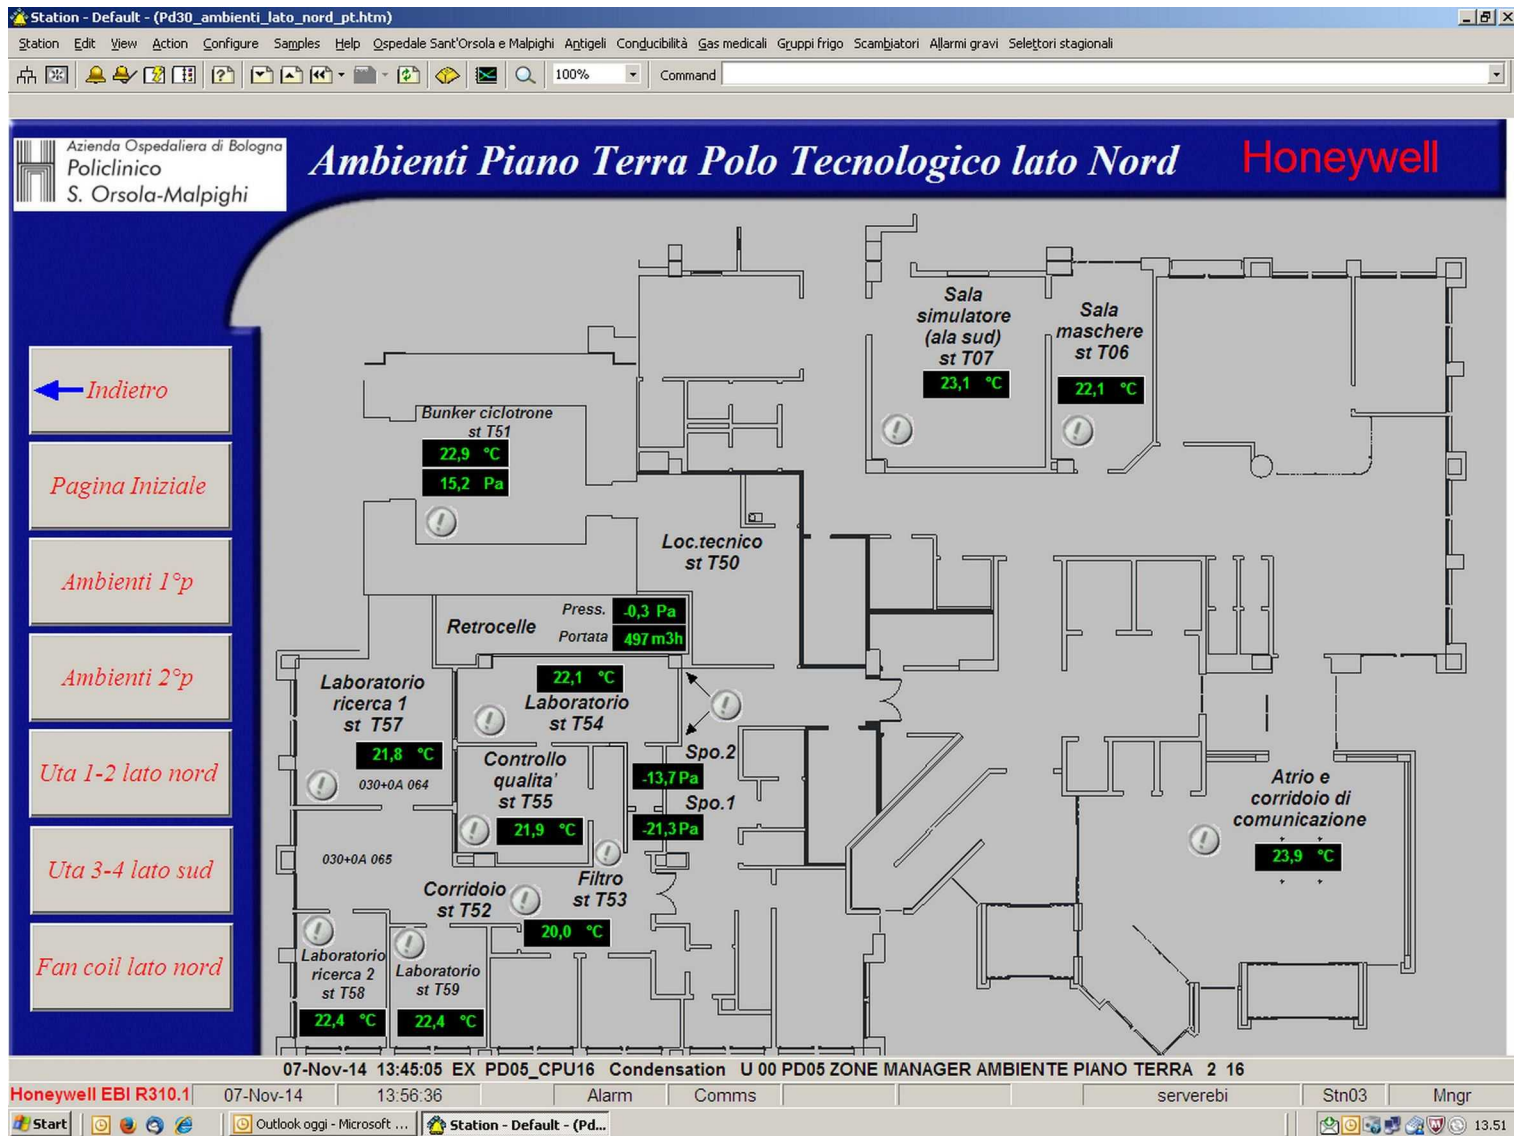 Station - Default - (Pd30_ambienti_lato_nord_pt.htm)
Station Edit View Action Configure Samples Help Ospedale Sant'Orsola e Malpighi Antigeli Conducibilità Gas medicali Gruppi frigo Scambiatori Allarmi gravi Selettori stagionali
100% Command
Azienda Ospedaliera di Bologna
Policlinico
S. Orsola-Malpighi
Ambienti Piano Terra Polo Tecnologico lato Nord
Honeywell
Indietro
Pagina Iniziale
Ambienti 1°p
Ambienti 2°p
Uta 1-2 lato nord
Uta 3-4 lato sud
Fan coil lato nord
Sala
simulatore
(ala sud)
st T07
23,1 °C
Sala
maschere
st T06
22,1 °C
Bunker ciclotrone
st T51
22,9 °C
15,2 Pa
Loc.tecnico
st T50
Retrocelle
Press. -0,3 Pa
Portata 497 m3h
Laboratorio
ricerca 1
st T57
21,8 °C
030+0A 064
22,1 °C
Laboratorio
st T54
Controllo
qualita'
st T55
21,9 °C
Spo.2
-13,7 Pa
Spo.1
-21,3 Pa
Atrio e
corridoio di
comunicazione
23,9 °C
030+0A 065
Corridoio
st T52
Filtro
st T53
20,0 °C
Laboratorio
ricerca 2
st T58
22,4 °C
Laboratorio
st T59
22,4 °C
07-Nov-14 13:45:05 EX PD05_CPU16 Condensation U 00 PD05 ZONE MANAGER AMBIENTE PIANO TERRA 2 16
Honeywell EBI R310.1 07-Nov-14 13:56:36 Alarm Comms serverebi Stn03 Mngr
Start Outlook oggi - Microsoft ... Station - Default - (Pd... 13.51